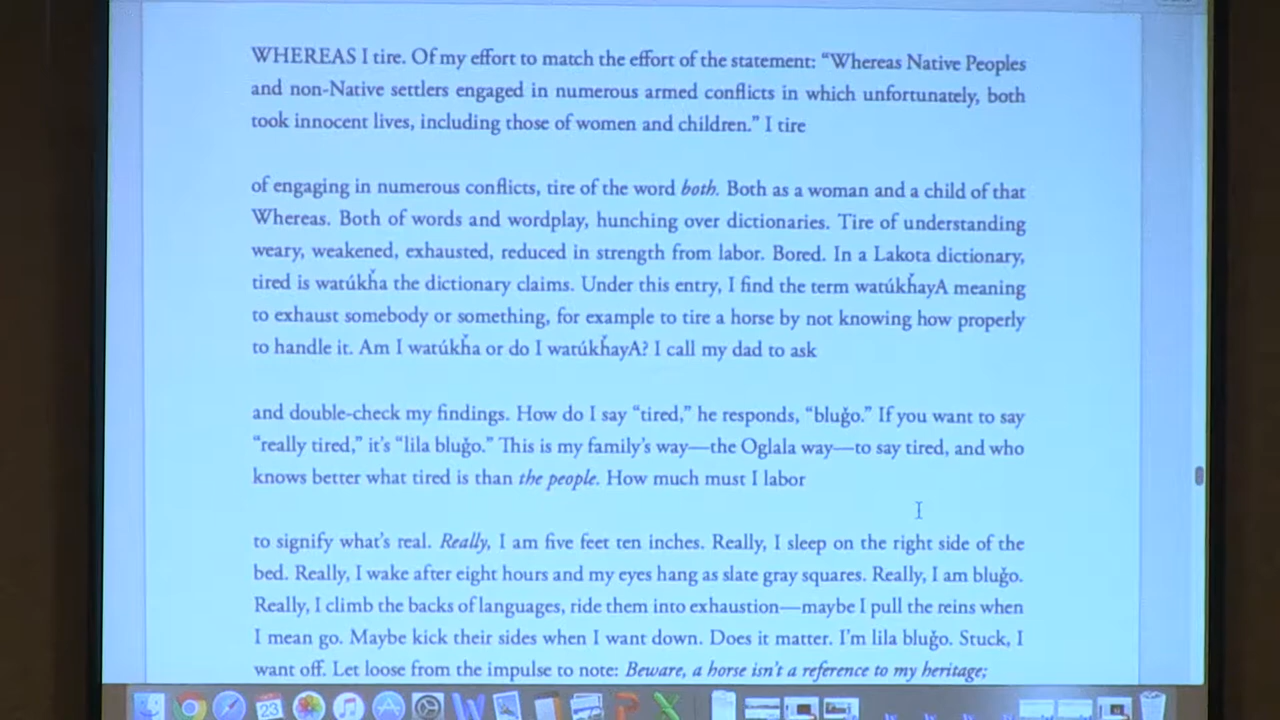 WHEREAS I tire. Of my effort to match the effort of the statement: “Whereas Native Peoples
and non-Native settlers engaged in numerous armed conflicts in which unfortunately, both
took innocent lives, including those of women and children.” I tire
of engaging in numerous conflicts, tire of the word both. Both as a woman and a child of that
Whereas. Both of words and wordplay, hunching over dictionaries. Tire of understanding
weary, weakened, exhausted, reduced in strength from labor. Bored. In a Lakota dictionary,
tired is watúkȟa the dictionary claims. Under this entry, I find the term watúkȟayA meaning
to exhaust somebody or something, for example to tire a horse by not knowing how properly
to handle it. Am I watúkȟa or do I watúkȟayA? I call my dad to ask
and double-check my findings. How do I say “tired,” he responds, “bluǧo.” If you want to say
“really tired,” it’s “lila bluǧo.” This is my family’s way—the Oglala way—to say tired, and who
knows better what tired is than the people. How much must I labor
to signify what’s real. Really, I am five feet ten inches. Really, I sleep on the right side of the
bed. Really, I wake after eight hours and my eyes hang as slate gray squares. Really, I am bluǧo.
Really, I climb the backs of languages, ride them into exhaustion—maybe I pull the reins when
I mean go. Maybe kick their sides when I want down. Does it matter. I’m lila bluǧo. Stuck, I
want off. Let loose from the impulse to note: Beware, a horse isn’t a reference to my heritage;
23